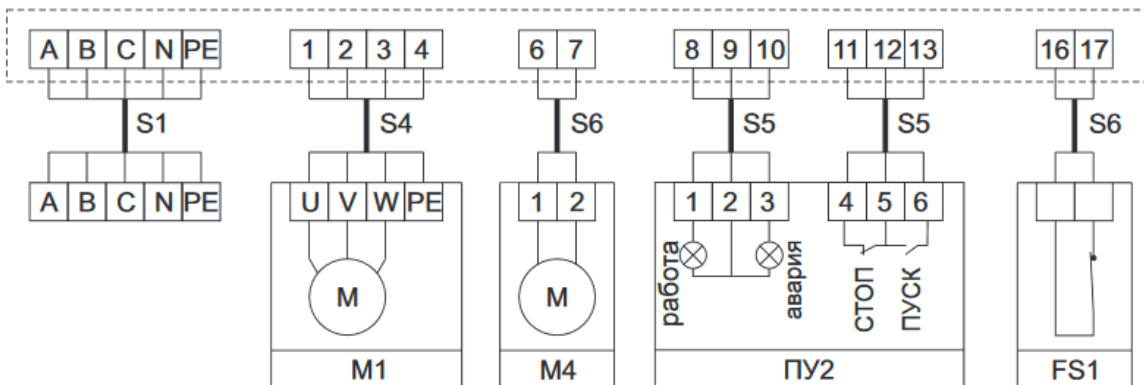 A B C N PE 1 2 3 4 6 7 8 9 10 11 12 13 16 17
S1 S4 S6 S5 S5 S6
A B C N PE U V W PE 1 2 1 2 3 4 5 6
работа авария СТОП ПУСК
M M
M1 M4 ПУ2 FS1